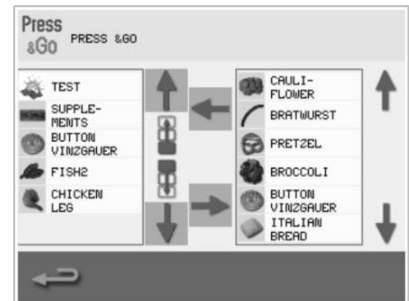 Press
&Go
PRESS &GO
TEST
SUPPLE-
MENTS
BUTTON
VINZGAUER
FISH2
CHICKEN
LEG
CAULI-
FLOWER
BRATWURST
PRETZEL
BROCCOLI
BUTTON
VINZGAUER
ITALIAN
BREAD